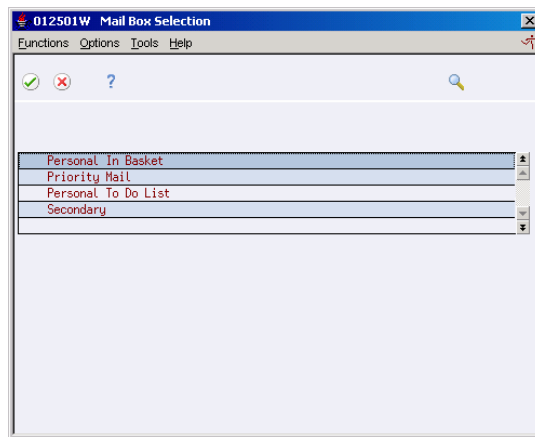 012501W Mail Box Selection
Functions Options Tools Help
?
Personal In Basket
Priority Mail
Personal To Do List
Secondary